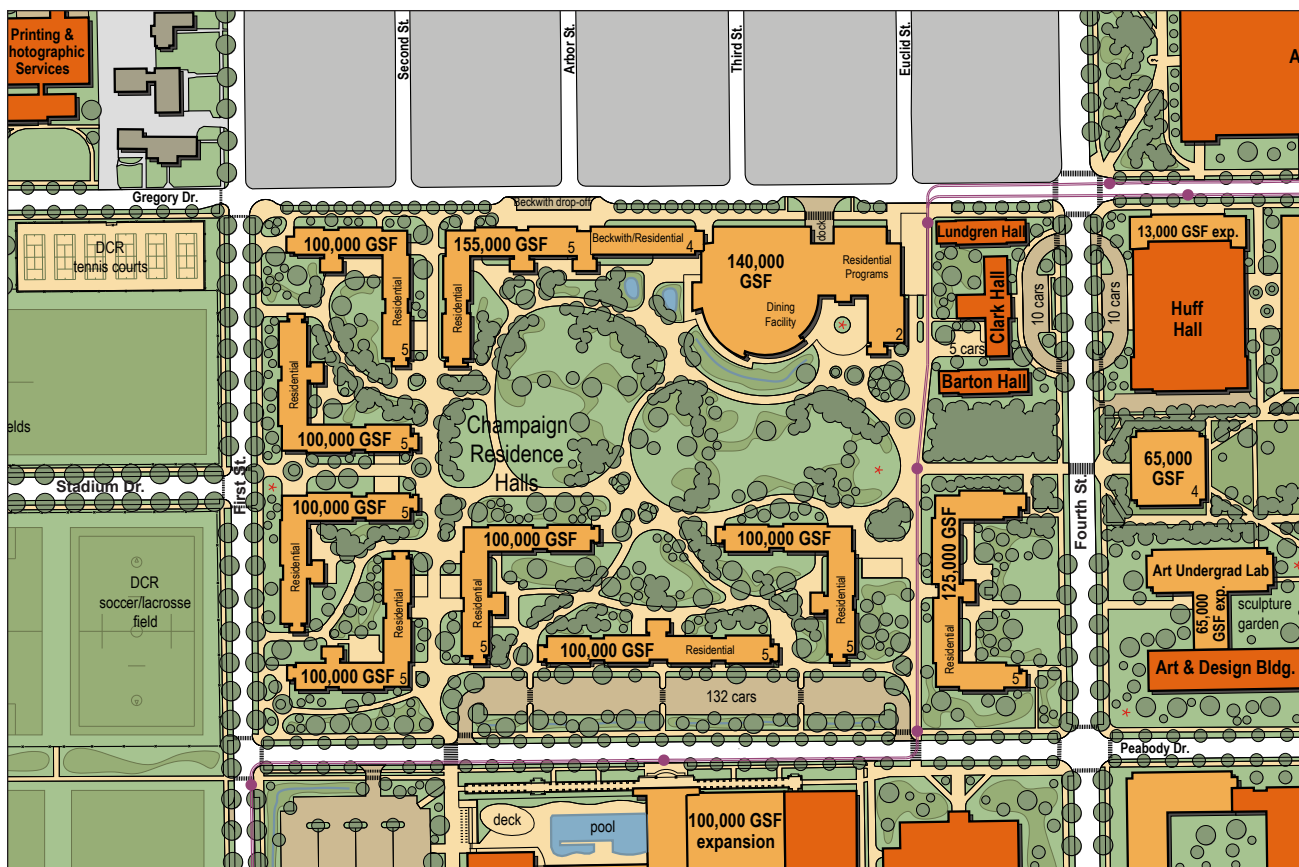 Printing &
hotographic
Services
Second St.
Arbor St.
Third St.
Euclid St.
A
Gregory Dr.
Beckwith drop-off
DCR
tennis courts
100,000 GSF
Residential
5
155,000 GSF
5
Beckwith/Residential
4
Residential
140,000
GSF
dock
Residential
Programs
Dining
Facility
2
Lundgren Hall
Clark Hall
5 cars
Barton Hall
10 cars
10 cars
13,000 GSF exp.
Huff
Hall
Residential
100,000 GSF
5
elds
Champaign
Residence
Halls
Stadium Dr.
First St.
Fourth St.
65,000
GSF
4
100,000 GSF
5
Residential
Residential
100,000 GSF
5
100,000 GSF
Residential
5
100,000 GSF
Residential
5
100,000 GSF
Residential
5
125,000 GSF
Residential
5
DCR
soccer/lacrosse
field
Art Undergrad Lab
65,000
GSF exp.
sculpture
garden
Art & Design Bldg.
132 cars
Peabody Dr.
deck
pool
100,000 GSF
expansion